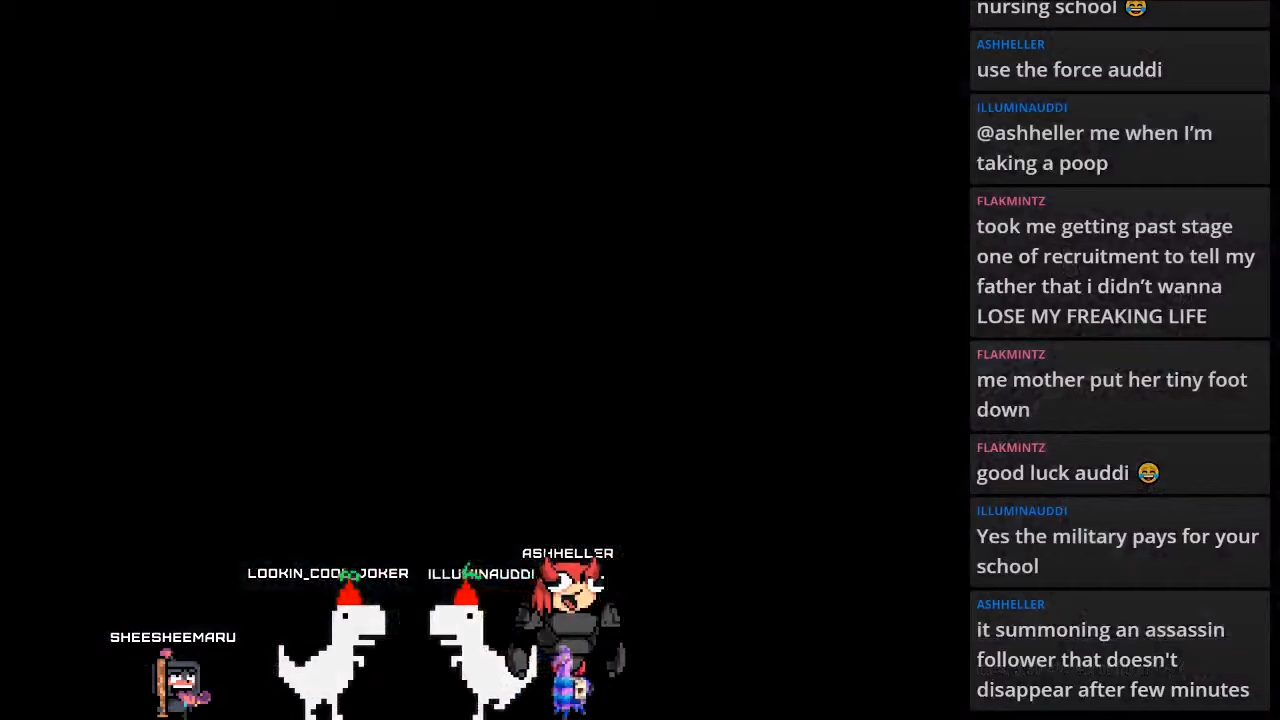 nursing school 😂
ASHHELLER
use the force auddi
ILLUMINAUDDI
@ashheller me when I’m
taking a poop
FLAKMINTZ
took me getting past stage
one of recruitment to tell my
father that i didn’t wanna
LOSE MY FREAKING LIFE
FLAKMINTZ
me mother put her tiny foot
down
FLAKMINTZ
good luck auddi 😂
ILLUMINAUDDI
Yes the military pays for your
school
ASHHELLER
it summoning an assassin
follower that doesn't
disappear after few minutes
ASHHELLER
LOOKIN_COOL_JOKER
ILLUMINAUDDI
SHEESHEEMARU